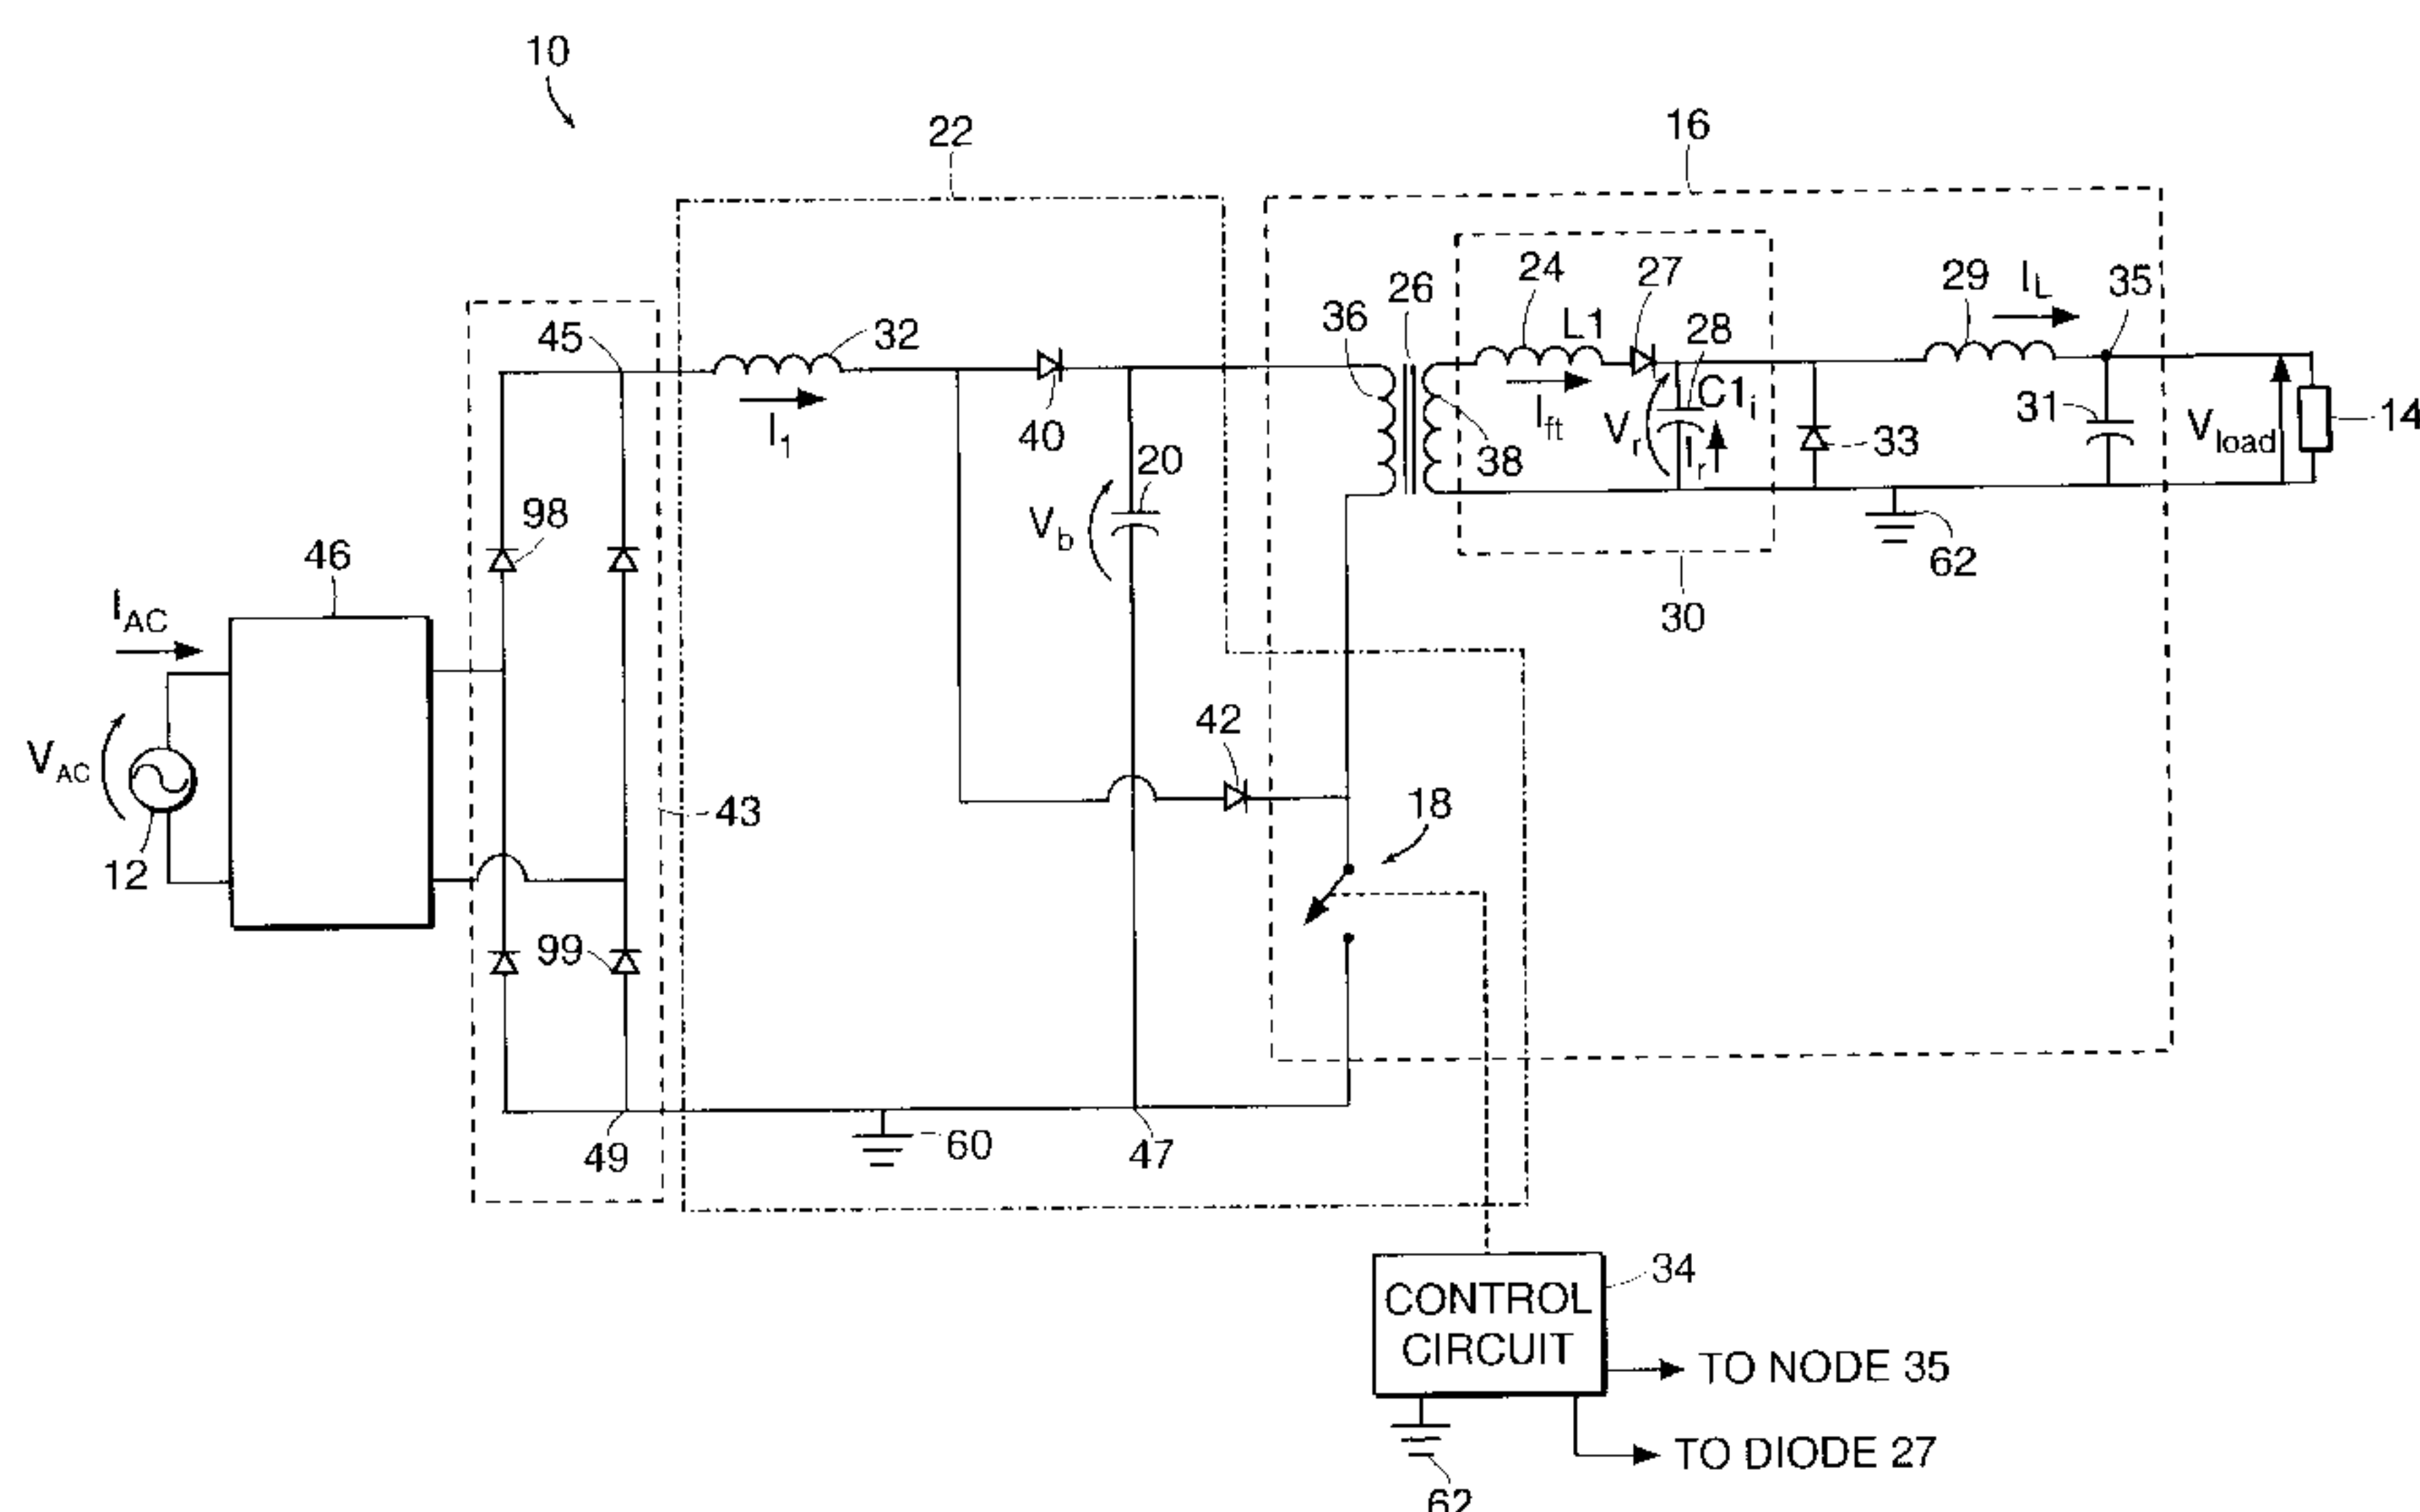 10
22
16
45
32
I1
40
20
Vb
36
26
24
L1
27
28
C1i
Ift
Vr
Ir
38
33
29
IL
35
31
Vload
14
62
30
98
46
IAC
VAC
12
43
42
18
99
49
60
47
CONTROL
CIRCUIT
34
TO NODE 35
TO DIODE 27
62